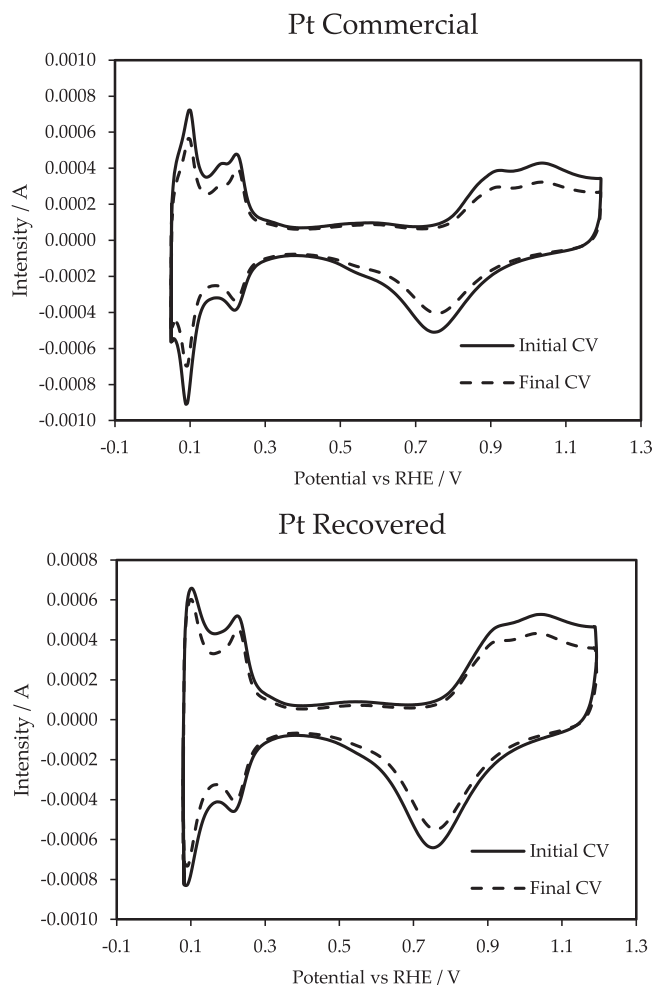 Pt Commercial
0.0010
0.0008
0.0006
0.0004
0.0002
0.0000
-0.0002
-0.0004
-0.0006
-0.0008
-0.0010
Intensity / A
Initial CV
Final CV
-0.1 0.1 0.3 0.5 0.7 0.9 1.1 1.3
Potential vs RHE / V
Pt Recovered
0.0008
0.0006
0.0004
0.0002
0.0000
-0.0002
-0.0004
-0.0006
-0.0008
-0.0010
Intensity / A
Initial CV
Final CV
-0.1 0.1 0.3 0.5 0.7 0.9 1.1 1.3
Potential vs RHE / V